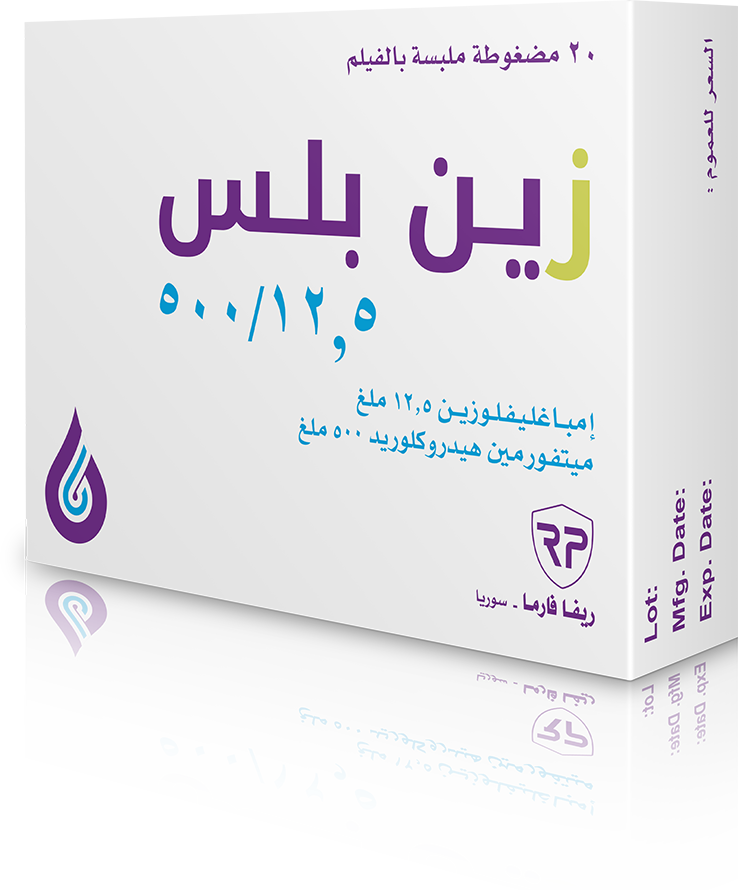 ٢٠ مضغوطة ملبسة بالفيلم
زين بلس
٥٠٠/١٢,٥
إمباغليفلوزين ١٢,٥ ملغ
ميتفورمين هيدروكلوريد ٥٠٠ ملغ
RP
ريفا فارما - سوريا
السعر للعموم :
Lot:
Mfg. Date:
Exp. Date: